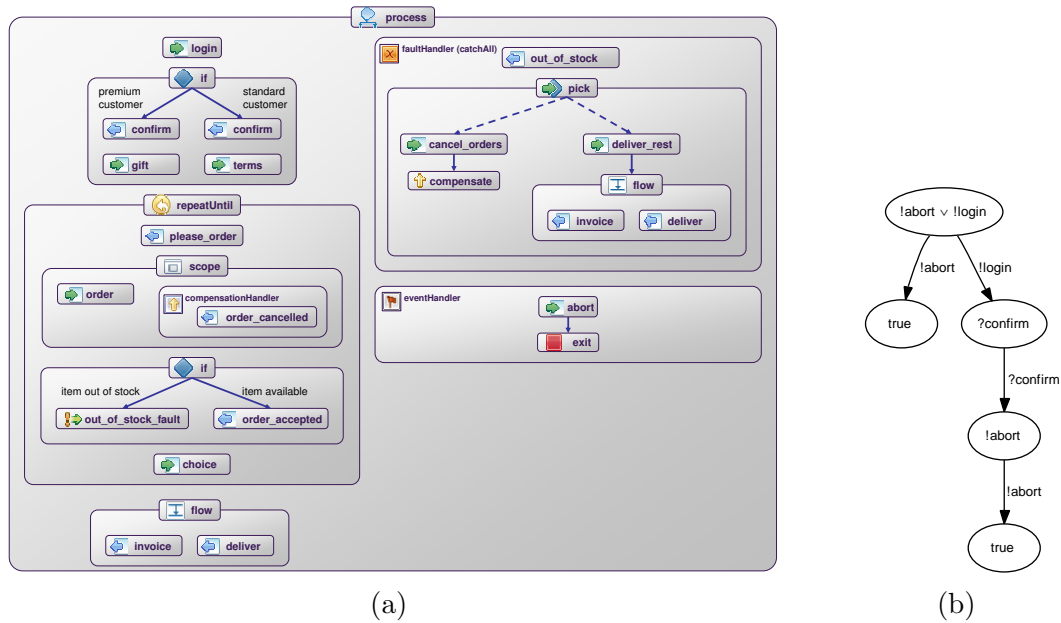 process
login
if
premium
customer
standard
customer
confirm
confirm
gift
terms
repeatUntil
please_order
scope
order
compensationHandler
order_cancelled
if
item out of stock
item available
out_of_stock_fault
order_accepted
choice
flow
invoice
deliver
faultHandler (catchAll)
out_of_stock
pick
cancel_orders
deliver_rest
compensate
flow
invoice
deliver
eventHandler
abort
exit
(a)
!abort ∨ !login
!abort
!login
true
?confirm
?confirm
!abort
!abort
true
(b)